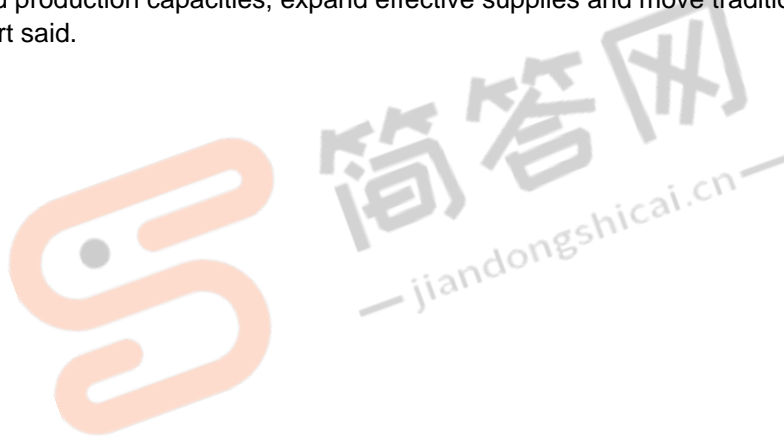 production capacities, expand effective supplies and move
said.
简答网
jiandongshicai.cn